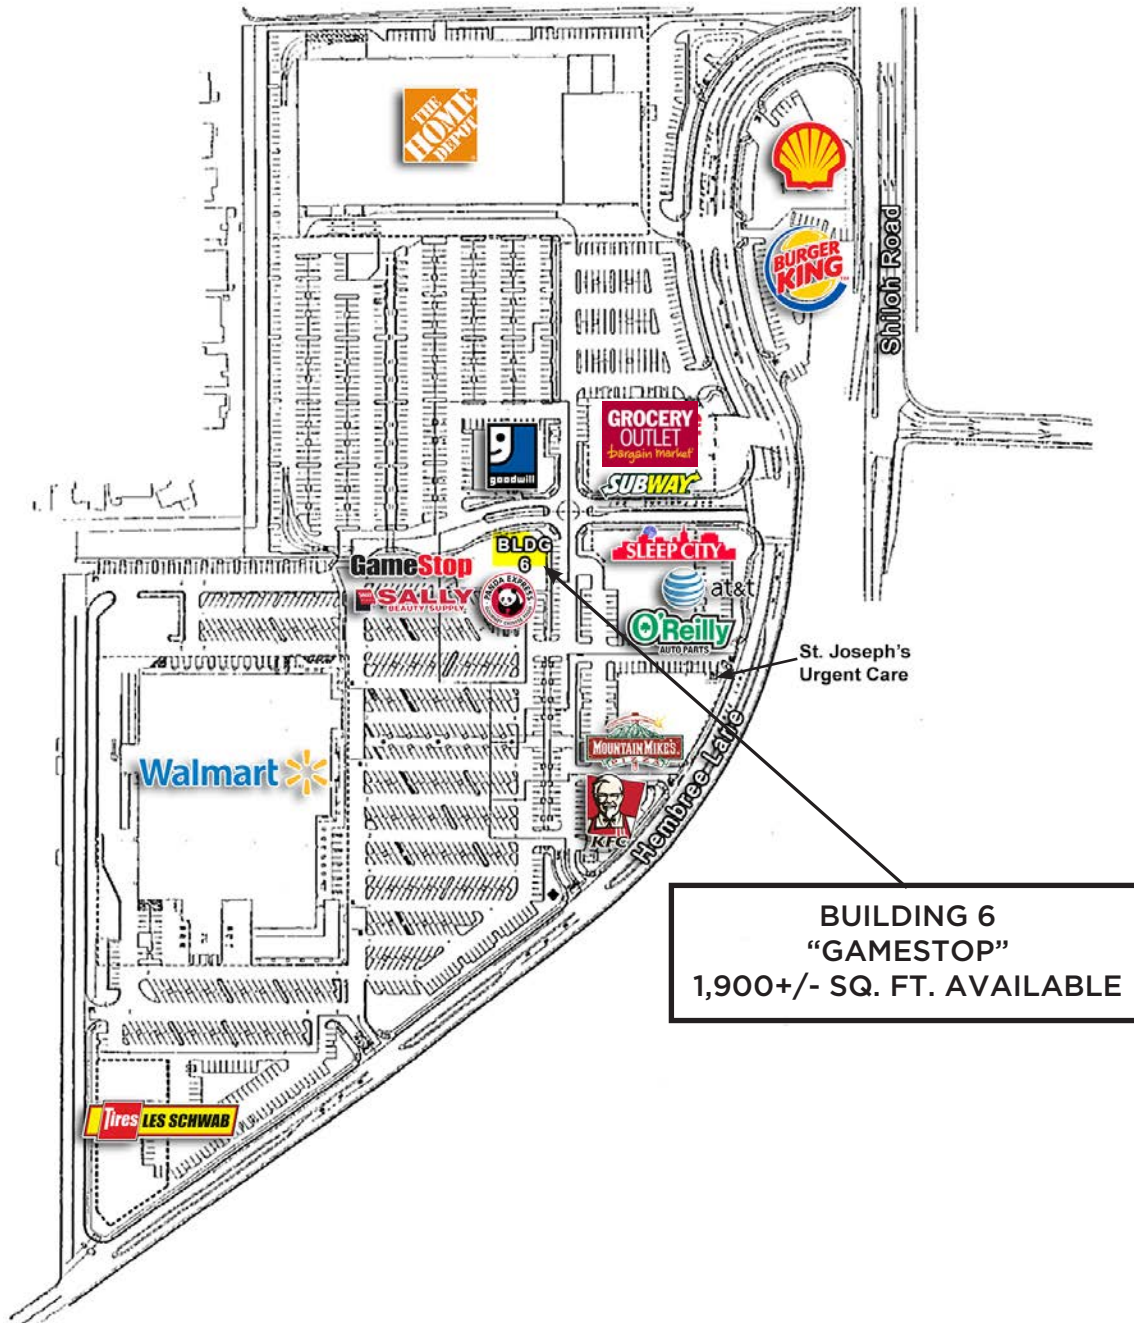 THE
HOME
DEPOT
BURGER
KING
Shiloh Road
GROCERY
OUTLET
bargain market
goodwill
SUBWAY
BLDG
6
SLEEP CITY
GameStop
SALLY
BEAUTY SUPPLY
PANDA EXPRESS
at&t
O'Reilly
AUTO PARTS
St. Joseph's
Urgent Care
MOUNTAIN MIKE'S
PIZZA
Walmart
KFC
Hembree Lane
BUILDING 6
“GAMESTOP”
1,900+/- SQ. FT. AVAILABLE
Tires LES SCHWAB